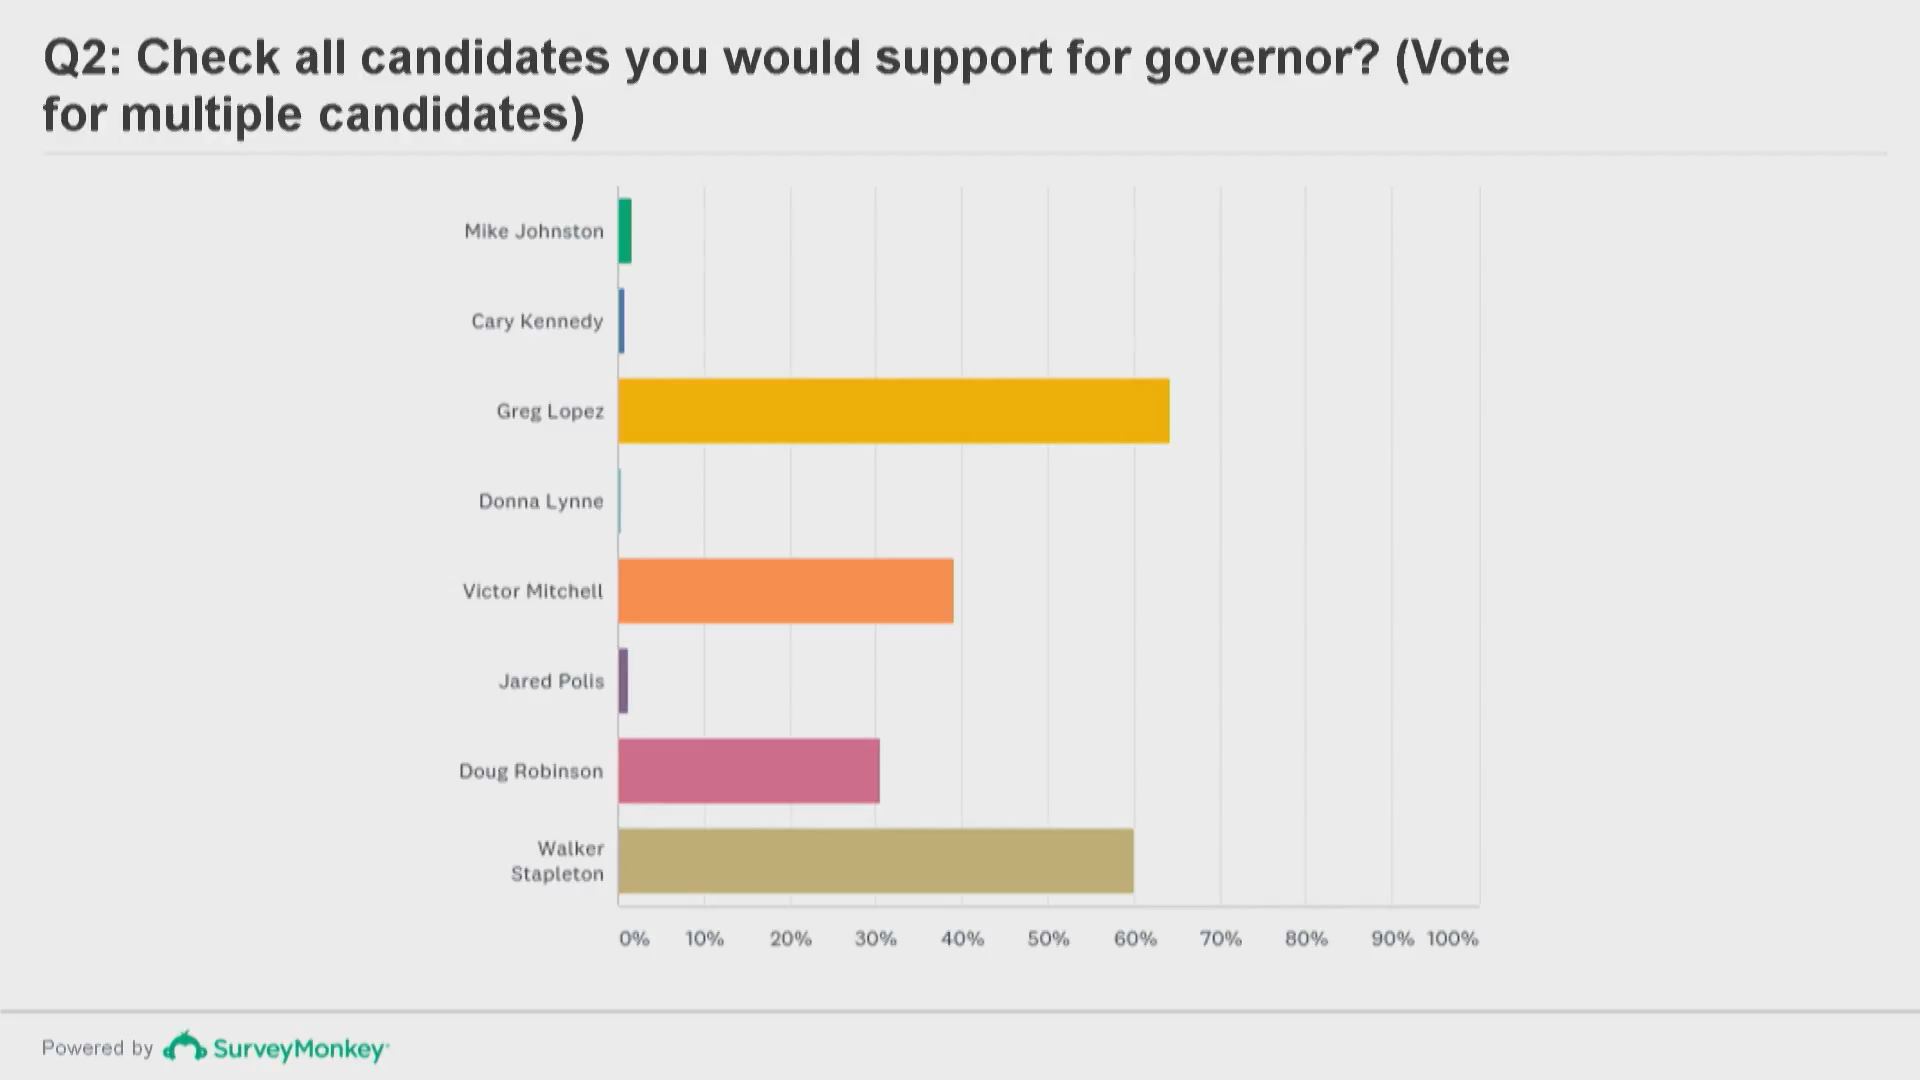 Q2: Check all candidates you would support for governor? (Vote
for multiple candidates)
Mike Johnston
Cary Kennedy
Greg Lopez
Donna Lynne
Victor Mitchell
Jared Polis
Doug Robinson
Walker
Stapleton
0% 10% 20% 30% 40% 50% 60% 70% 80% 90% 100%
Powered by SurveyMonkey